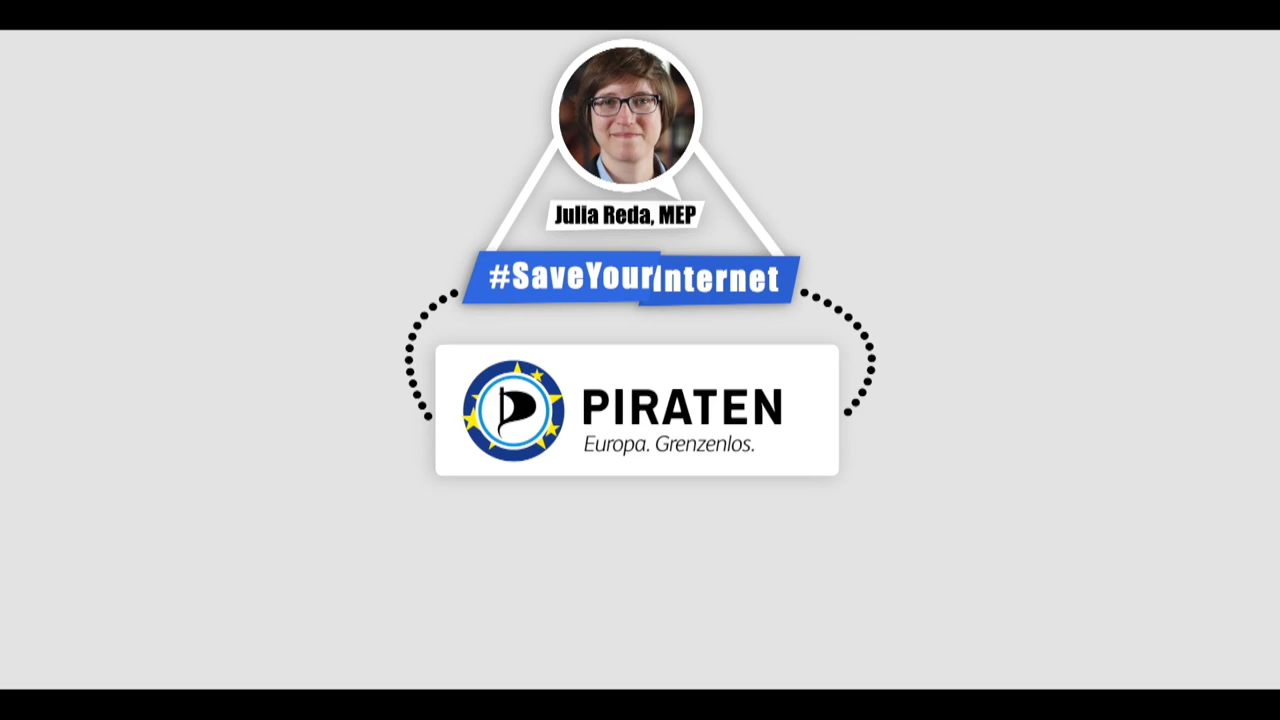 Julia Reda, MEP
#SaveYourInternet
PIRATEN
Europa. Grenzenlos.